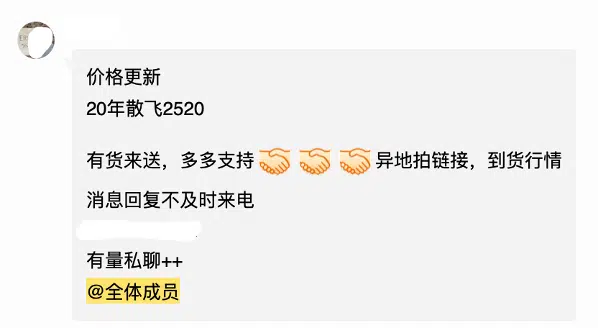 价格更新
20年散飞2520
有货来送，多多支持🤝🤝🤝异地拍链接，到货行情
消息回复不及时来电
有量私聊++
@全体成员